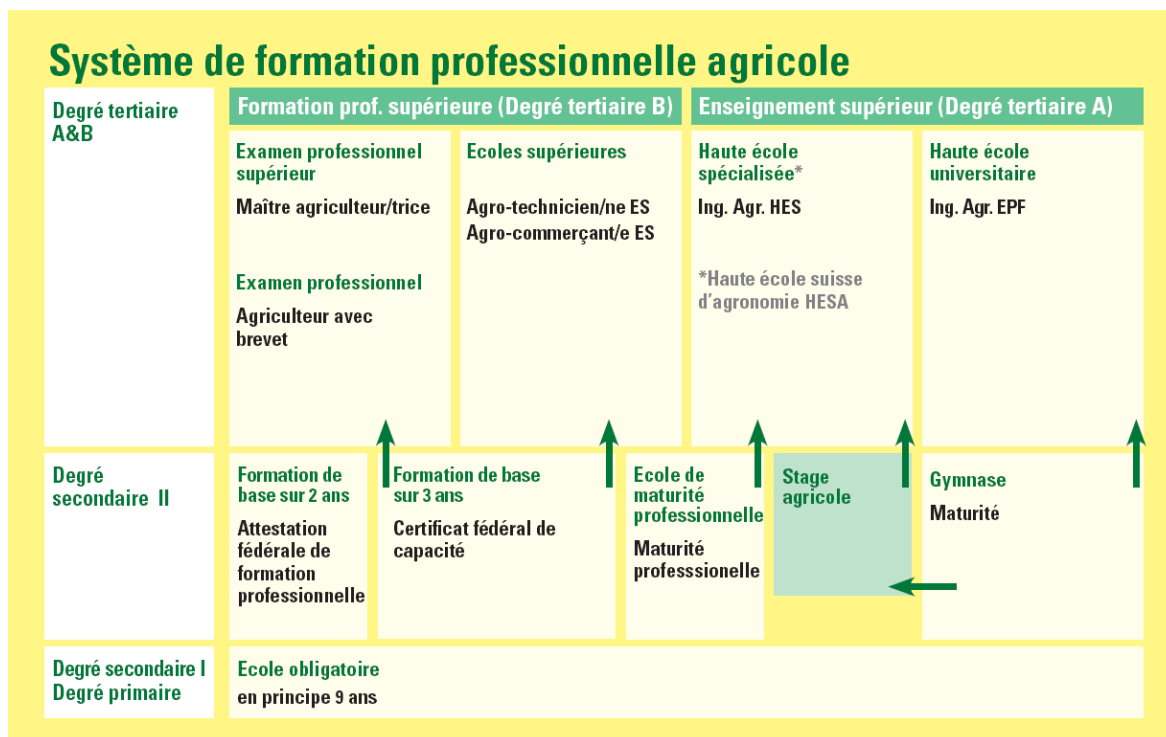 Système de formation professionnelle agricole
Degré tertiaire
A&B
Formation prof. supérieure (Degré tertiaire B)
Enseignement supérieur (Degré tertiaire A)
Examen professionnel
supérieur
Maître agriculteur/trice
Examen professionnel
Agriculteur avec
brevet
Ecoles supérieures
Agro-technicien/ne ES
Agro-commerçant/e ES
Haute école
spécialisée*
Ing. Agr. HES
*Haute école suisse
d'agronomie HESA
Haute école
universitaire
Ing. Agr. EPF
Degré
secondaire II
Formation de
base sur 2 ans
Attestation
fédérale de
formation
professionnelle
Formation de base
sur 3 ans
Certificat fédéral de
capacité
Ecole de
maturité
professionnelle
Maturité
professsionelle
Stage
agricole
Gymnase
Maturité
Degré secondaire I
Degré primaire
Ecole obligatoire
en principe 9 ans